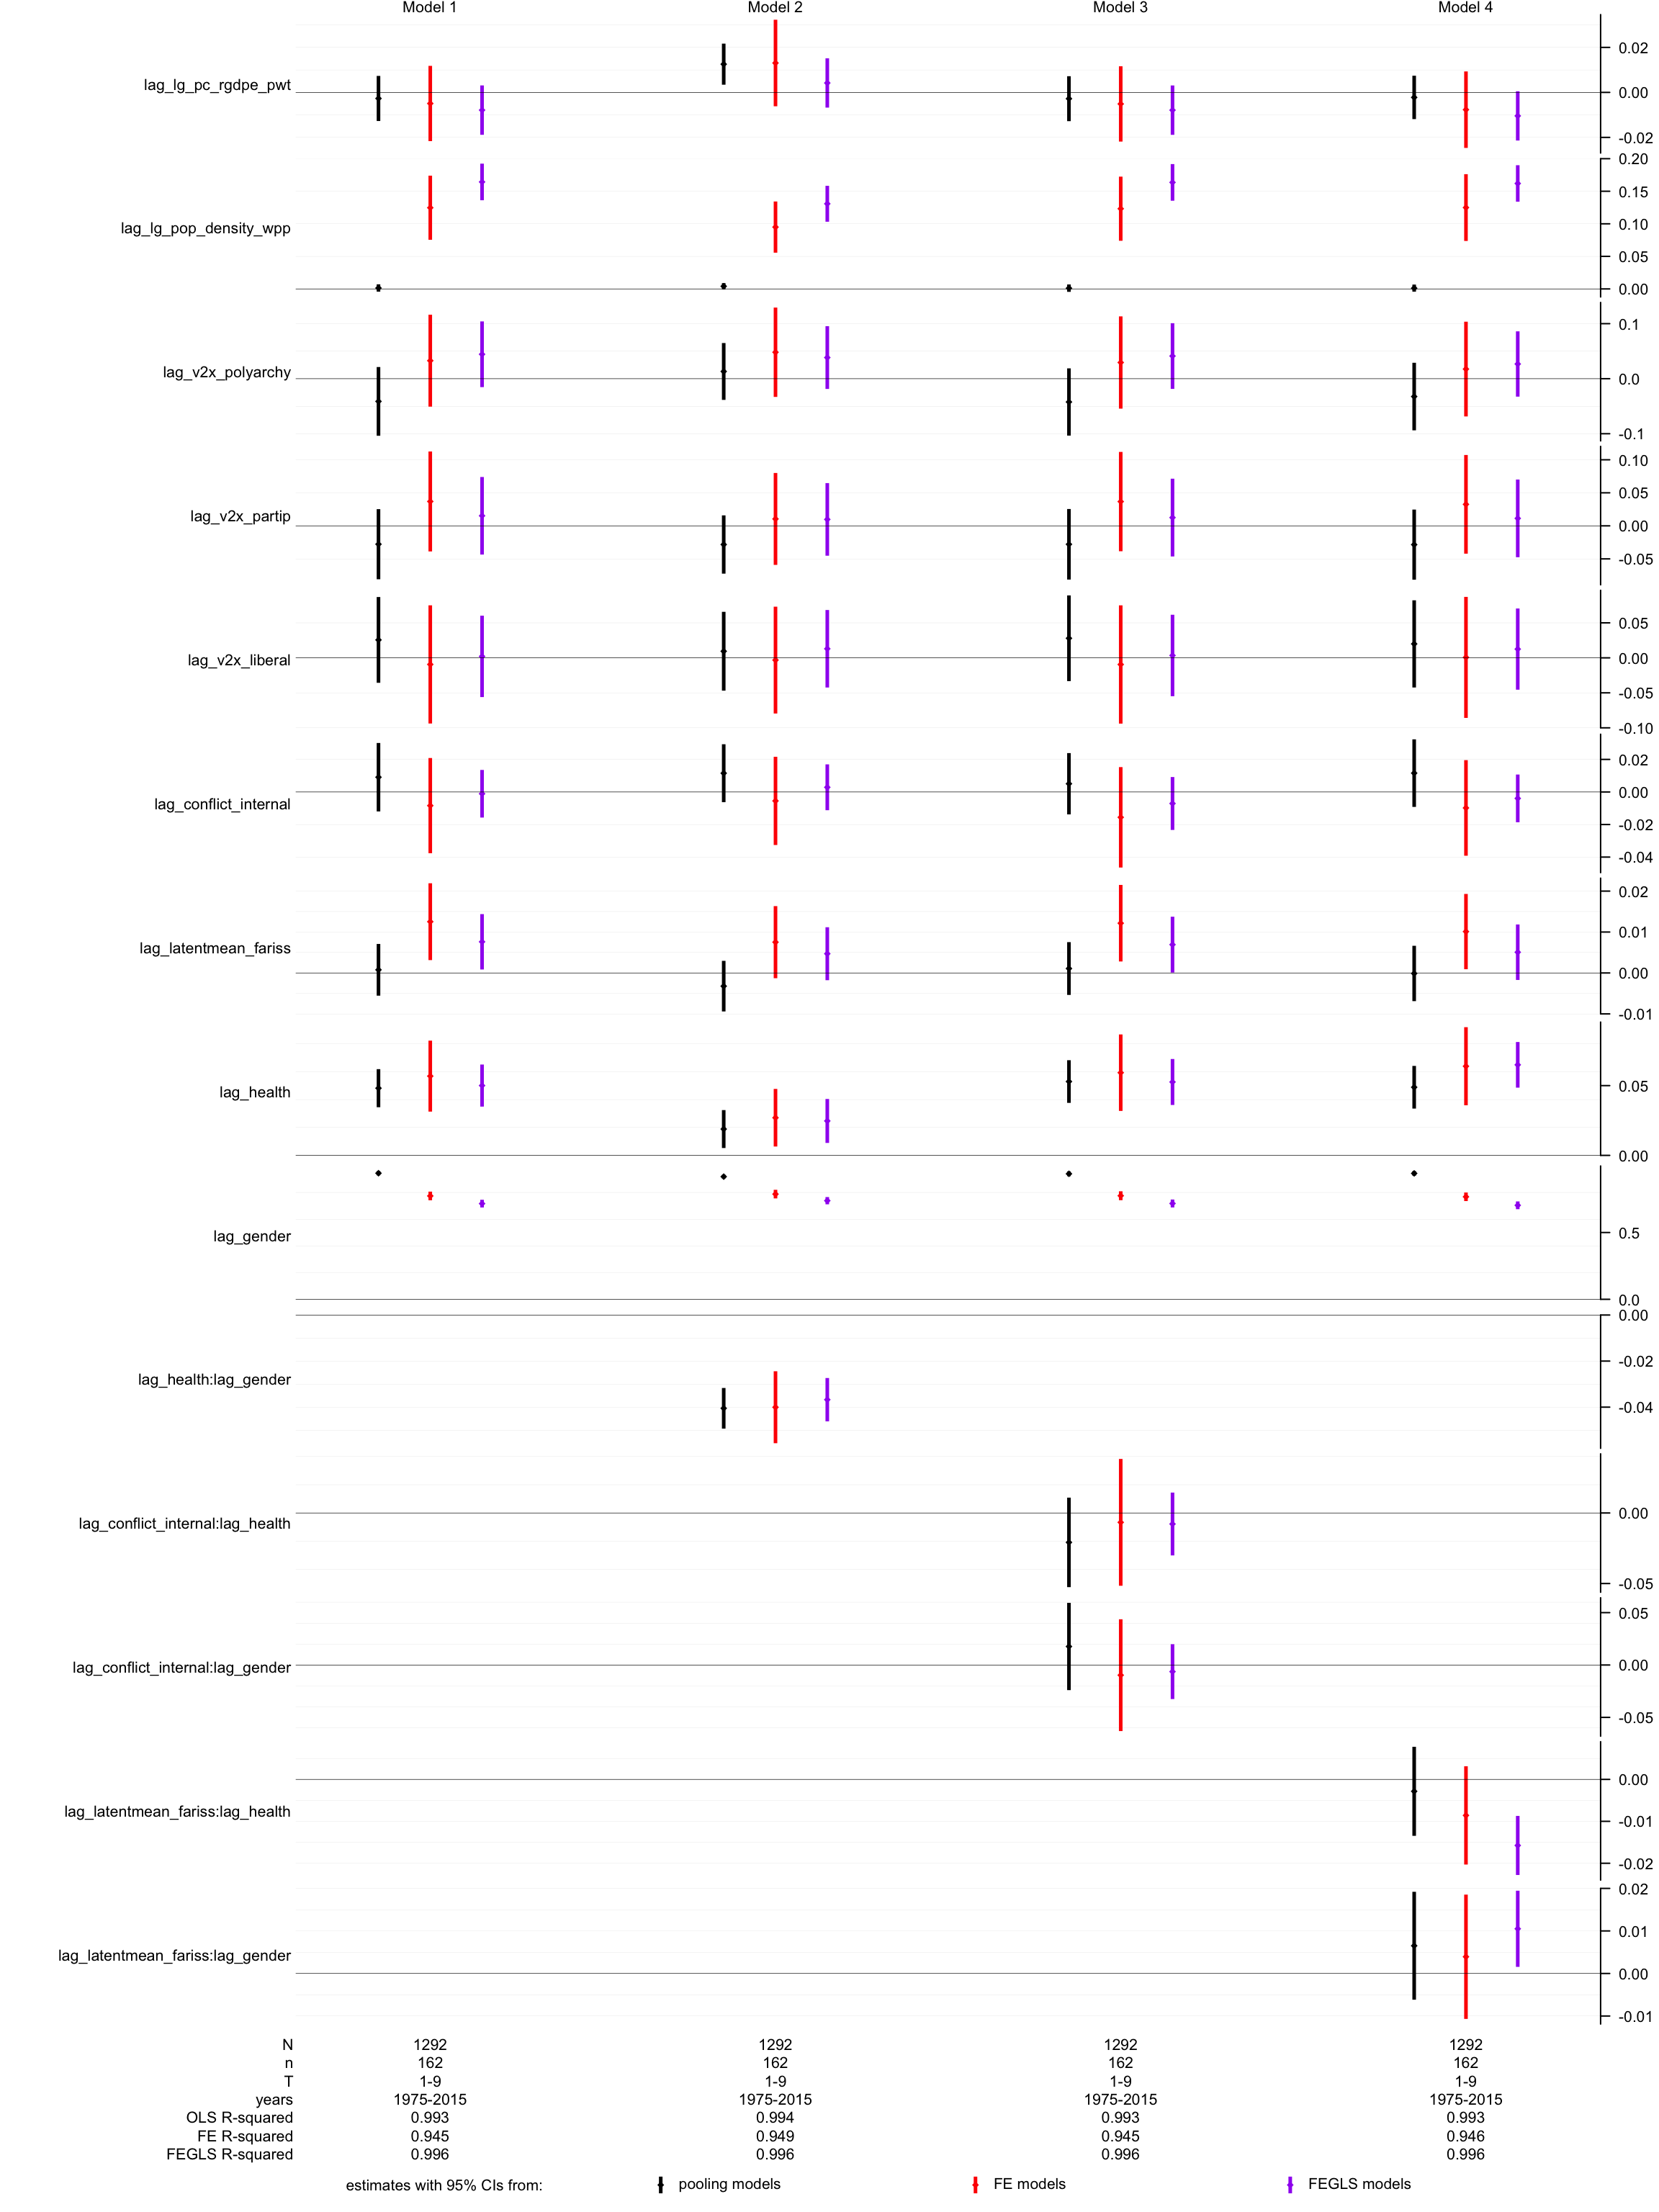 Model 1 Model 2 Model 3 Model 4
lag_lg_pc_rgdpe_pwt
0.02
0.00
-0.02
lag_lg_pop_density_wpp
0.20
0.15
0.10
0.05
0.00
lag_v2x_polyarchy
0.1
0.0
-0.1
lag_v2x_partip
0.10
0.05
0.00
-0.05
lag_v2x_liberal
0.05
0.00
-0.05
-0.10
lag_conflict_internal
0.02
0.00
-0.02
-0.04
lag_latentmean_fariss
0.02
0.01
0.00
-0.01
lag_health
0.05
0.00
lag_gender
0.5
0.0
lag_health:lag_gender
0.00
-0.02
-0.04
lag_conflict_internal:lag_health
0.00
-0.05
lag_conflict_internal:lag_gender
0.05
0.00
-0.05
lag_latentmean_fariss:lag_health
0.00
-0.01
-0.02
lag_latentmean_fariss:lag_gender
0.02
0.01
0.00
-0.01
N 1292 1292 1292 1292
n 162 162 162 162
T 1-9 1-9 1-9 1-9
years 1975-2015 1975-2015 1975-2015 1975-2015
OLS R-squared 0.993 0.994 0.993 0.993
FE R-squared 0.945 0.949 0.945 0.946
FEGLS R-squared 0.996 0.996 0.996 0.996
estimates with 95% CIs from: pooling models FE models FEGLS models